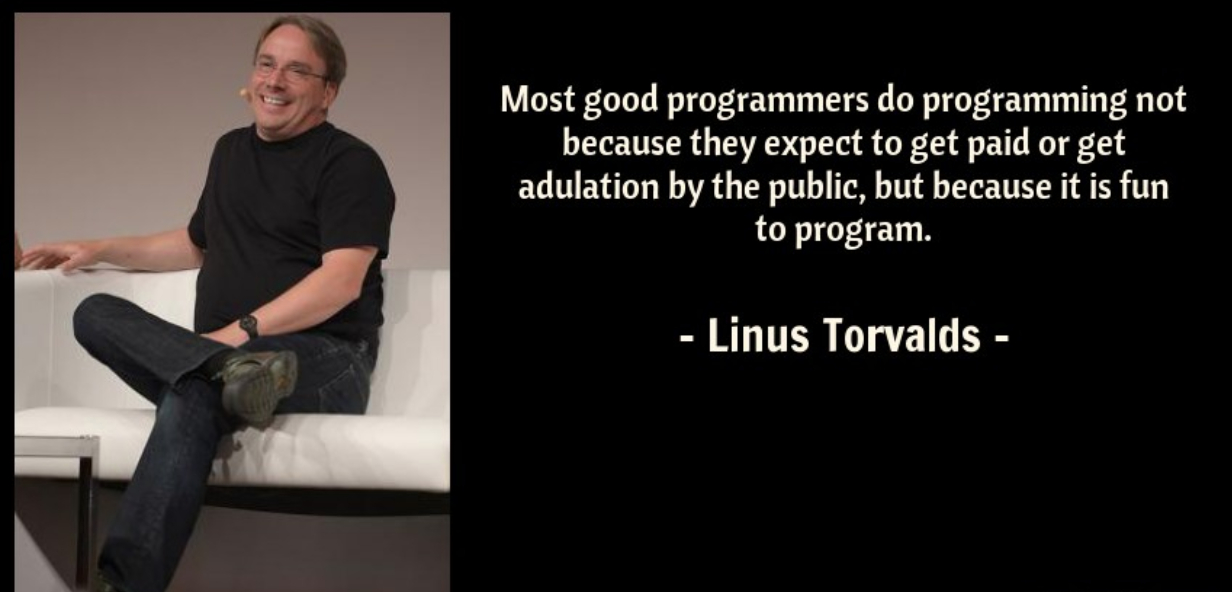 Most good programmers do programming not
because they expect to get paid or get
adulation by the public, but because it is fun
to program.
- Linus Torvalds -